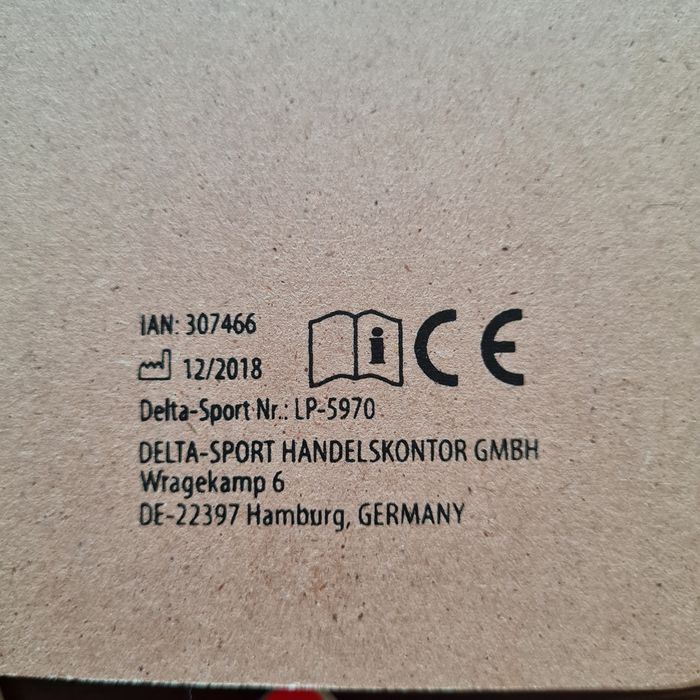 IAN: 307466
12/2018
Delta-Sport Nr.: LP-5970
DELTA-SPORT HANDELSKONTOR GMBH
Wragekamp 6
DE-22397 Hamburg, GERMANY
i
CE